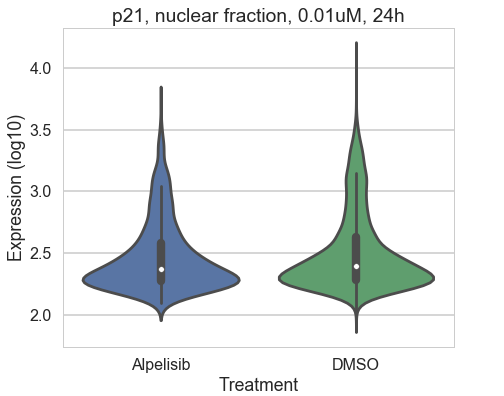 p21, nuclear fraction, 0.01uM, 24h
Expression (log10)
4.0
3.5
3.0
2.5
2.0
Alpelisib DMSO
Treatment